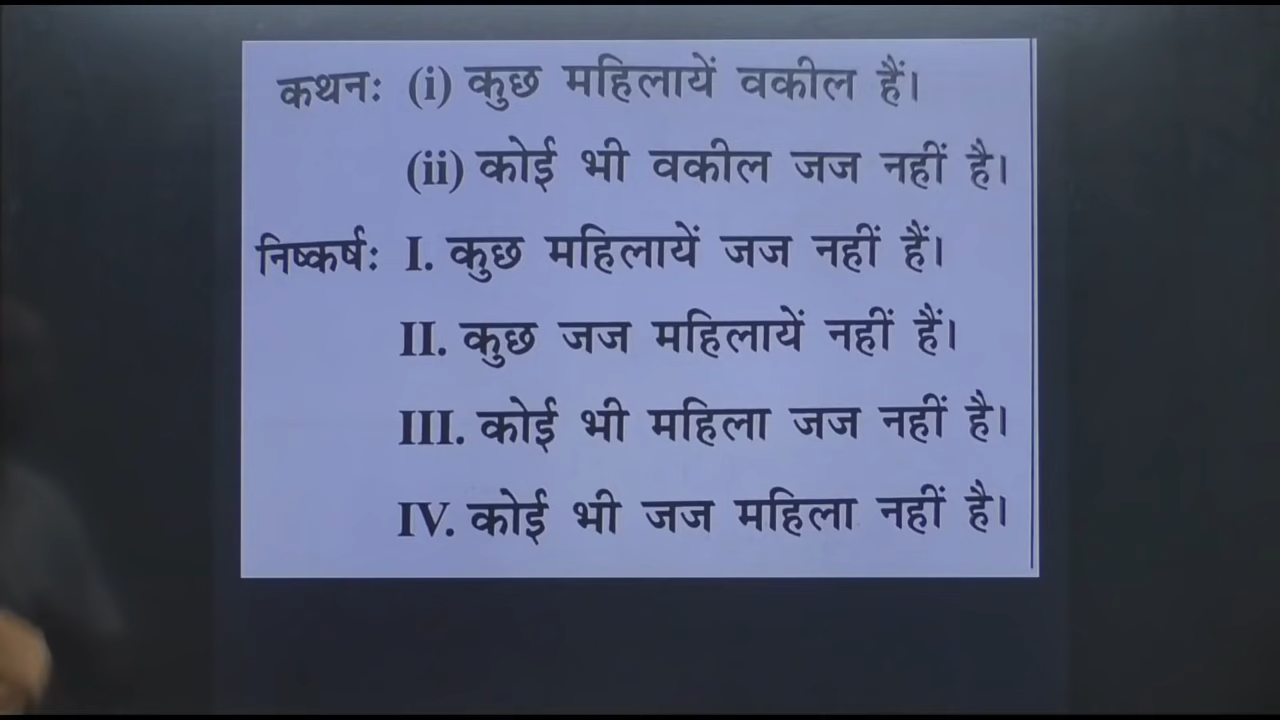 कथनः (i) कुछ महिलायें वकील हैं।
(ii) कोई भी वकील जज नहीं है।
निष्कर्षः I. कुछ महिलायें जज नहीं हैं।
II. कुछ जज महिलायें नहीं हैं।
III. कोई भी महिला जज नहीं है।
IV. कोई भी जज महिला नहीं है।